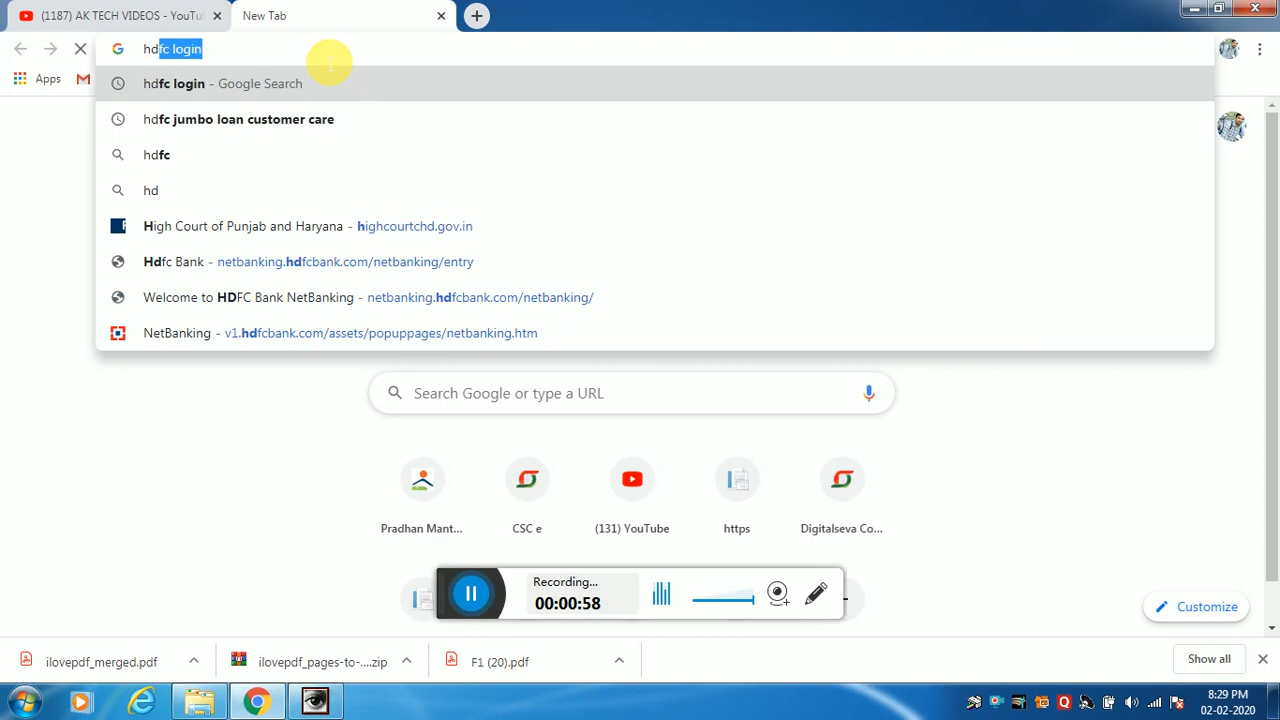 (1187) AK TECH VIDEOS - YouTu
New Tab
hdfc login
Apps
hdfc login - Google Search
hdfc jumbo loan customer care
hdfc
hd
High Court of Punjab and Haryana - highcourtchd.gov.in
Hdfc Bank - netbanking.hdfcbank.com/netbanking/entry
Welcome to HDFC Bank NetBanking - netbanking.hdfcbank.com/netbanking/
NetBanking - v1.hdfcbank.com/assets/popuppages/netbanking.htm
Search Google or type a URL
Pradhan Mant...
CSC e
(131) YouTube
https
Digitalseva Co...
Recording...
00:00:58
Customize
ilovepdf_merged.pdf
ilovepdf_pages-to-....zip
F1 (20).pdf
Show all
8:29 PM
02-02-2020